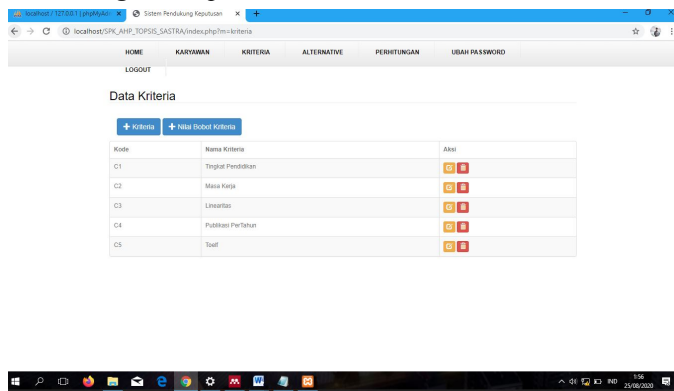 localhost / 127.0.0.1 | phpMyAd
Sistem Pendukung Keputusan
localhost/SPK_AHP_TOPSIS_SASTRA/index.php?m=kriteria
HOME KARYAWAN KRITERIA ALTERNATIVE PERHITUNGAN UBAH PASSWORD
LOGOUT
Data Kriteria
+ Kriteria + Nilai Bobot Kriteria
Kode Nama Kriteria Aksi
C1 Tingkat Pendidikan
C2 Masa Kerja
C3 Linearitas
C4 Publikasi PerTahun
C5 Toefl
IND
1:56
25/08/2020